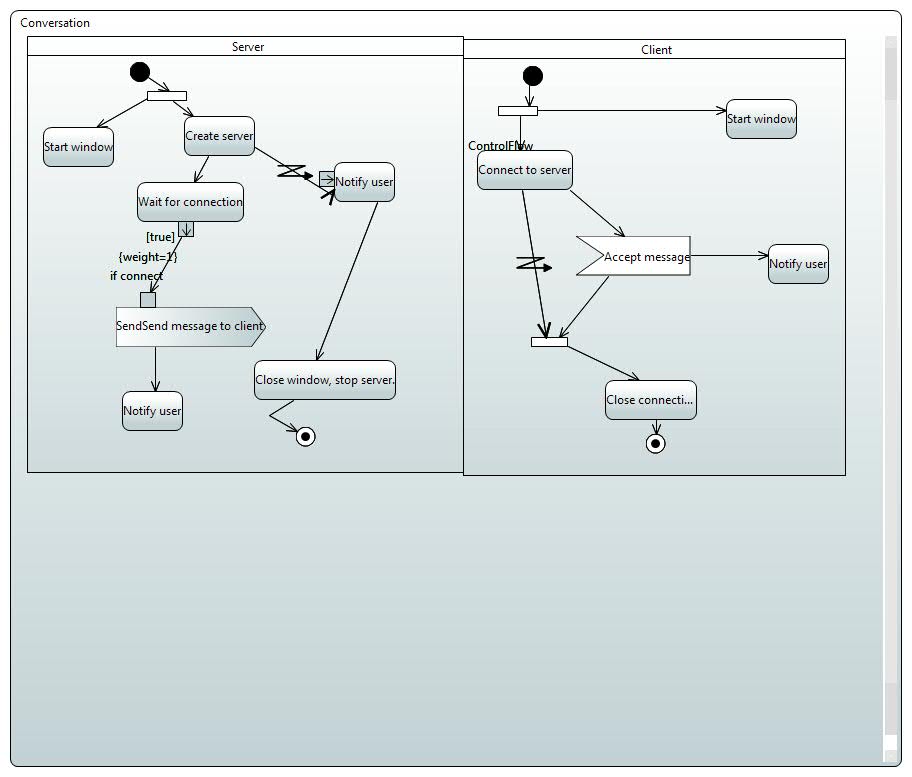 Conversation
Server
Start window
Create server
Notify user
Wait for connection
[true]
{weight=1}
if connect
SendSend message to client
Close window, stop server.
Notify user
Client
Start window
ControlFlow
Connect to server
Accept message
Notify user
Close connecti...